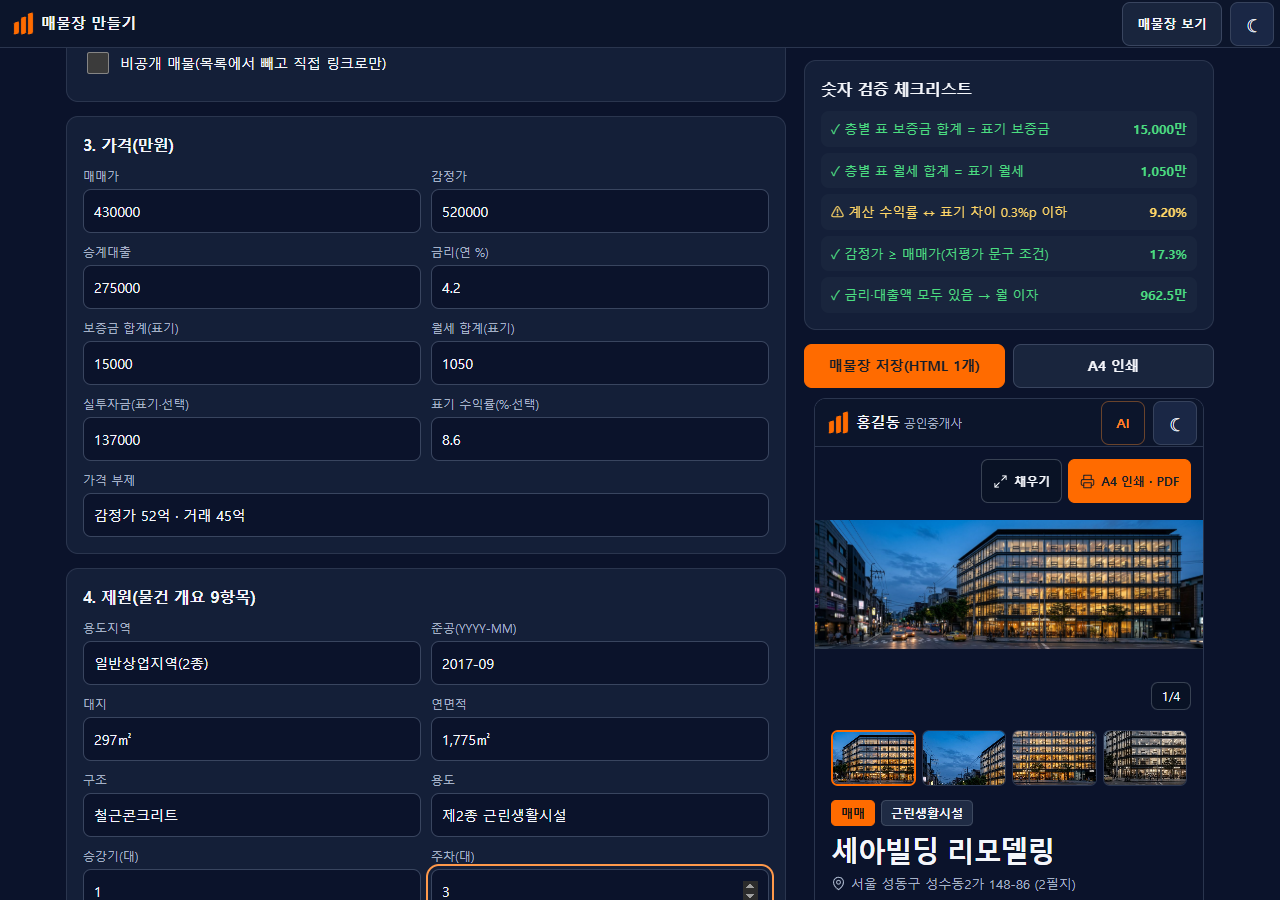 매물장 만들기
매물장 보기
비공개 매물(목록에서 빼고 직접 링크로만)
3. 가격(만원)
매매가
감정가
430000
520000
승계대출
금리(연 %)
275000
4.2
보증금 합계(표기)
월세 합계(표기)
15000
1050
실투자금(표기·선택)
표기 수익률(%·선택)
137000
8.6
가격 부제
감정가 52억 · 거래 45억
4. 제원(물건 개요 9항목)
용도지역
준공(YYYY-MM)
일반상업지역(2종)
2017-09
대지
연면적
297㎡
1,775㎡
구조
용도
철근콘크리트
제2종 근린생활시설
승강기(대)
주차(대)
1
3
숫자 검증 체크리스트
✓ 층별 표 보증금 합계 = 표기 보증금 15,000만
✓ 층별 표 월세 합계 = 표기 월세 1,050만
⚠ 계산 수익률 ↔ 표기 차이 0.3%p 이하 9.20%
✓ 감정가 ≥ 매매가(저평가 문구 조건) 17.3%
✓ 금리·대출액 모두 있음 → 월 이자 962.5만
매물장 저장(HTML 1개)
A4 인쇄
홍길동 공인중개사
AI
채우기
A4 인쇄 · PDF
1/4
매매
근린생활시설
세아빌딩 리모델링
서울 성동구 성수동2가 148-86 (2필지)